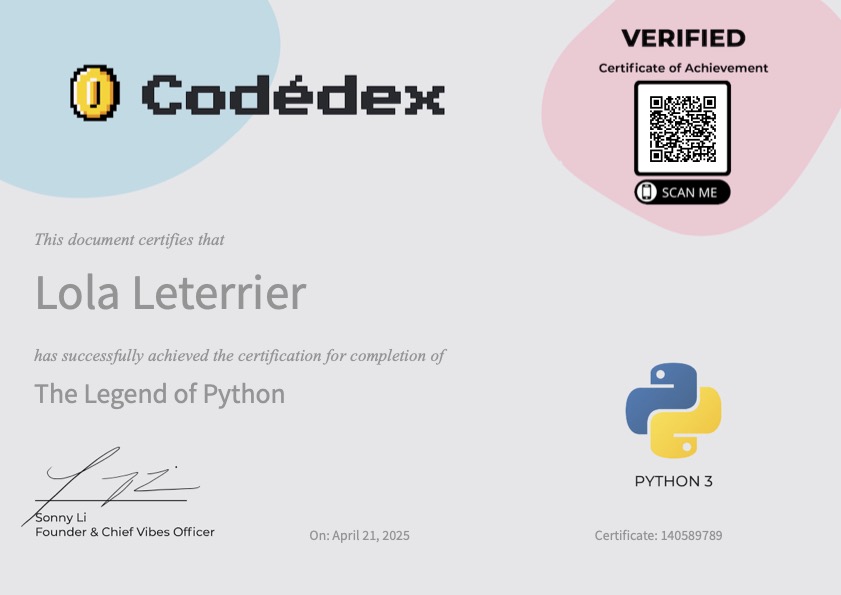 Codédex
VERIFIED
Certificate of Achievement
SCAN ME
This document certifies that
Lola Leterrier
has successfully achieved the certification for completion of
The Legend of Python
PYTHON 3
Sonny Li
Founder & Chief Vibes Officer
On: April 21, 2025
Certificate: 140589789